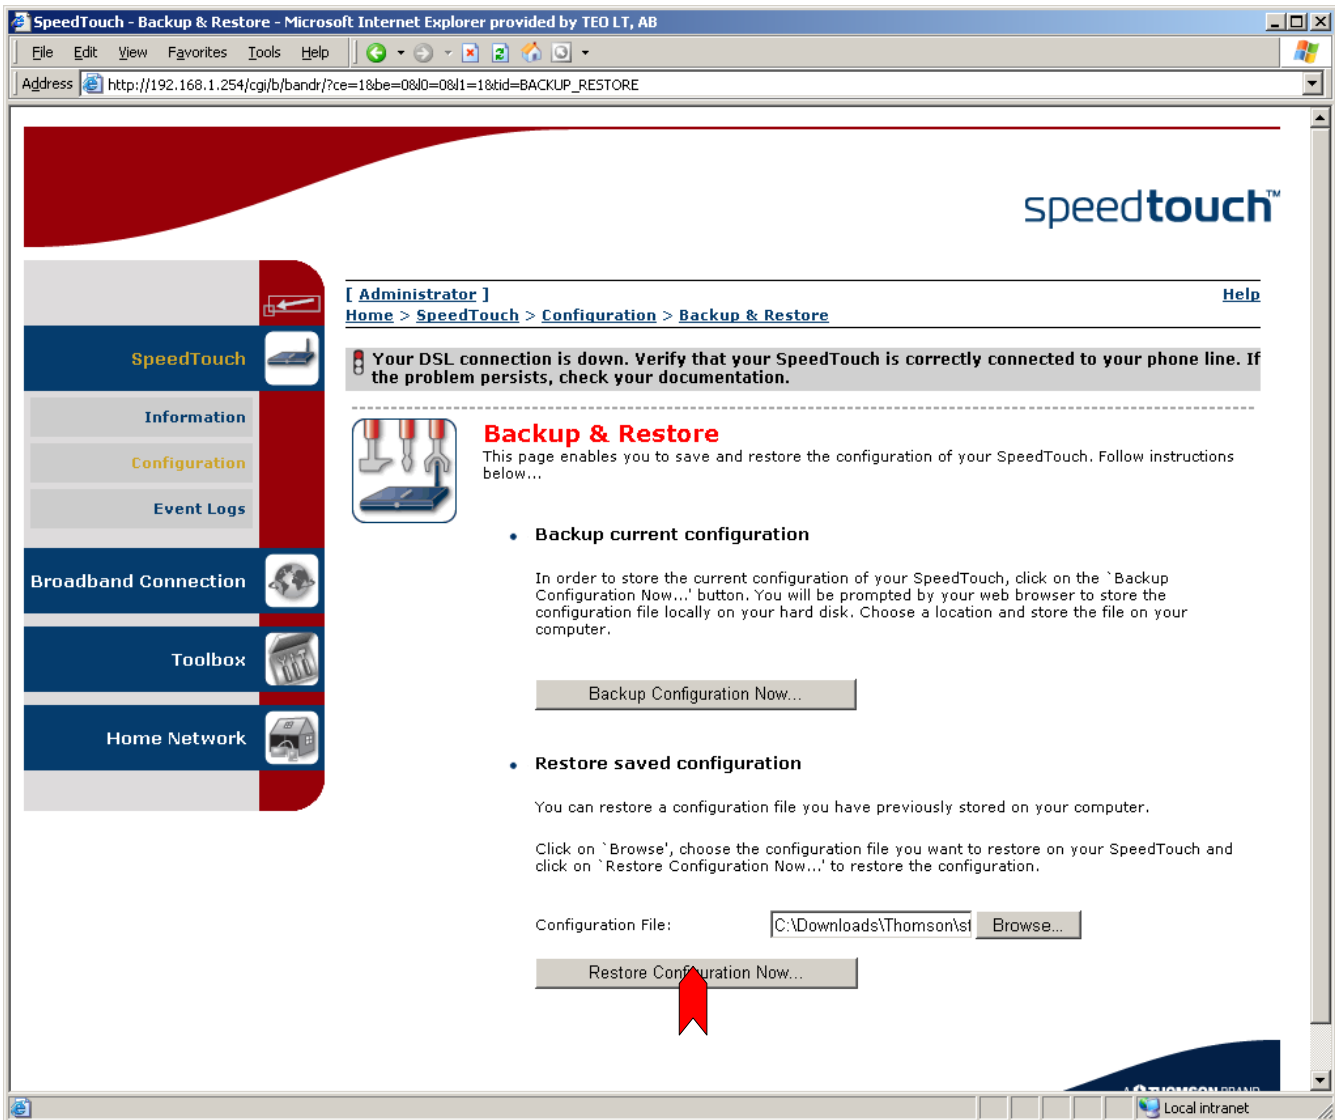 SpeedTouch - Backup & Restore - Microsoft Internet Explorer provided by TEO LT, AB
File Edit View Favorites Tools Help
Address http://192.168.1.254/cgi/b/bandr/?ce=1&be=0&l0=0&l1=1&tid=BACKUP_RESTORE
speedtouch™
[ Administrator ] Help
Home > SpeedTouch > Configuration > Backup & Restore
SpeedTouch
Your DSL connection is down. Verify that your SpeedTouch is correctly connected to your phone line. If
the problem persists, check your documentation.
Information
Configuration
Event Logs
Broadband Connection
Toolbox
Home Network
Backup & Restore
This page enables you to save and restore the configuration of your SpeedTouch. Follow instructions
below...
Backup current configuration
In order to store the current configuration of your SpeedTouch, click on the `Backup
Configuration Now...' button. You will be prompted by your web browser to store the
configuration file locally on your hard disk. Choose a location and store the file on your
computer.
Backup Configuration Now...
Restore saved configuration
You can restore a configuration file you have previously stored on your computer.
Click on `Browse', choose the configuration file you want to restore on your SpeedTouch and
click on `Restore Configuration Now...' to restore the configuration.
Configuration File: C:\Downloads\Thomson\st Browse...
Restore Configuration Now...
A THOMSON BRAND
Local intranet